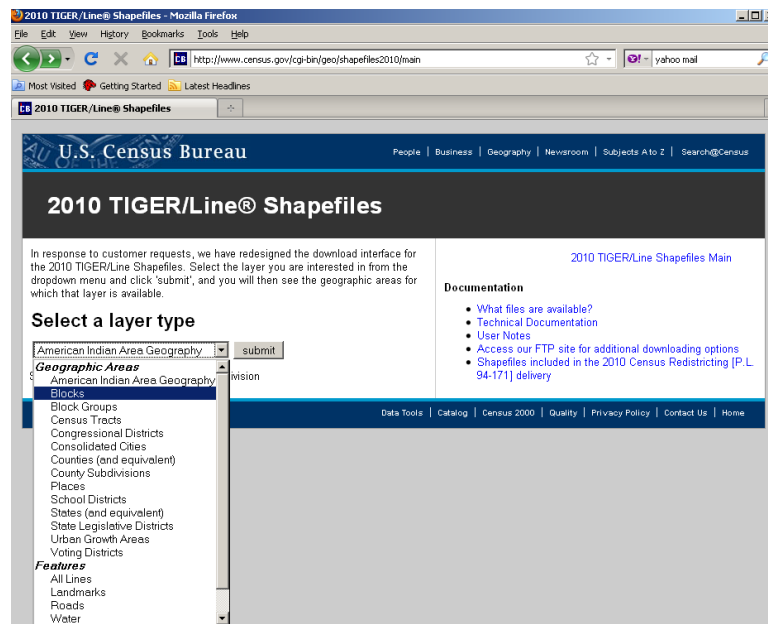 2010 TIGER/Line® Shapefiles - Mozilla Firefox
File Edit View History Bookmarks Tools Help
CB http://www.census.gov/cgi-bin/geo/shapefiles2010/main
yahoo mail
Most Visited Getting Started Latest Headlines
CB 2010 TIGER/Line® Shapefiles
U.S. Census Bureau
People | Business | Geography | Newsroom | Subjects A to Z | Search@Census
2010 TIGER/Line® Shapefiles
In response to customer requests, we have redesigned the download interface for
the 2010 TIGER/Line Shapefiles. Select the layer you are interested in from the
dropdown menu and click 'submit', and you will then see the geographic areas for
which that layer is available.
Select a layer type
American Indian Area Geography submit
ivision
Geographic Areas
American Indian Area Geography
Blocks
Block Groups
Census Tracts
Congressional Districts
Consolidated Cities
Counties (and equivalent)
County Subdivisions
Places
School Districts
States (and equivalent)
State Legislative Districts
Urban Growth Areas
Voting Districts
Features
All Lines
Landmarks
Roads
Water
2010 TIGER/Line Shapefiles Main
Documentation
What files are available?
Technical Documentation
User Notes
Access our FTP site for additional downloading options
Shapefiles included in the 2010 Census Redistricting [P.L.
94-171] delivery
Data Tools | Catalog | Census 2000 | Quality | Privacy Policy | Contact Us | Home